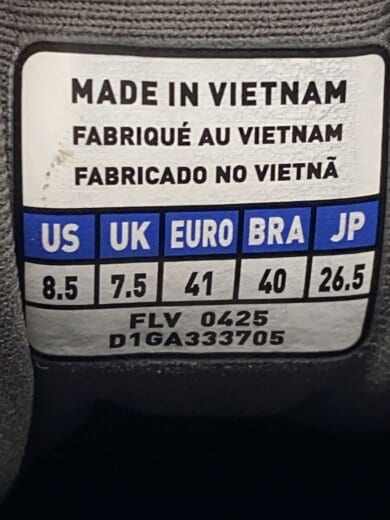 MADE IN VIETNAM
FABRIQUÉ AU VIETNAM
FABRICADO NO VIETNÃ
US UK EURO BRA JP
8.5 7.5 41 40 26.5
FLV 0425
D1GA333705